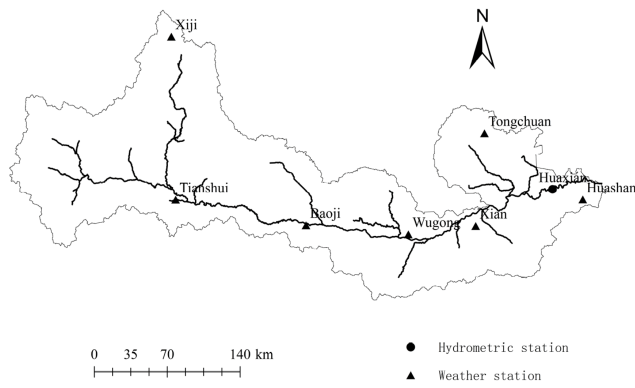 Xiji
N
Tongchuan
Huaxian
Huashan
Tianshui
Baoji
Wugong
Xian
0 35 70 140 km
Hydrometric station
Weather station